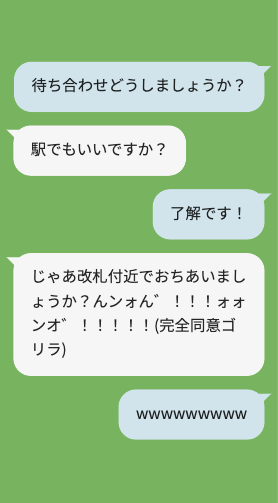 待ち合わせどうしましょうか？
駅でもいいですか？
了解です！
じゃあ改札付近でおちあいまし
ょうか？んンォん゛！！！ォォ
ンオ゛！！！！！(完全同意ゴ
リラ)
wwwwwwwww